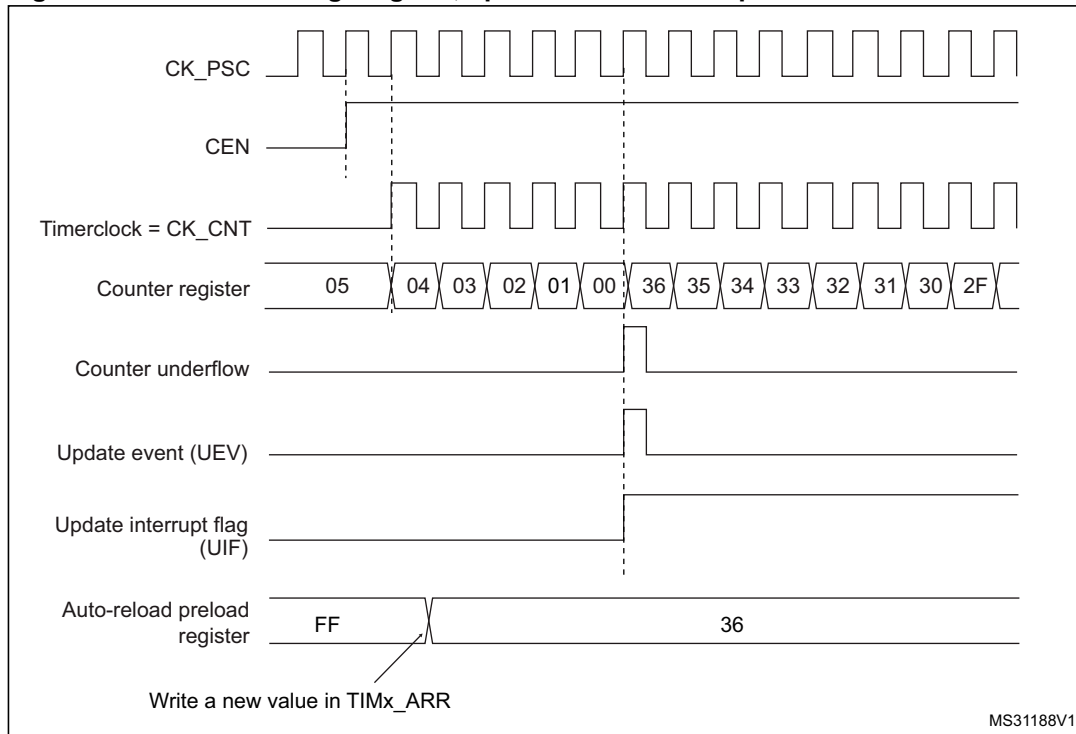 CK_PSC
CEN
Timerclock = CK_CNT
Counter register
05 04 03 02 01 00 36 35 34 33 32 31 30 2F
Counter underflow
Update event (UEV)
Update interrupt flag
(UIF)
Auto-reload preload
register
FF 36
Write a new value in TIMx_ARR
MS31188V1